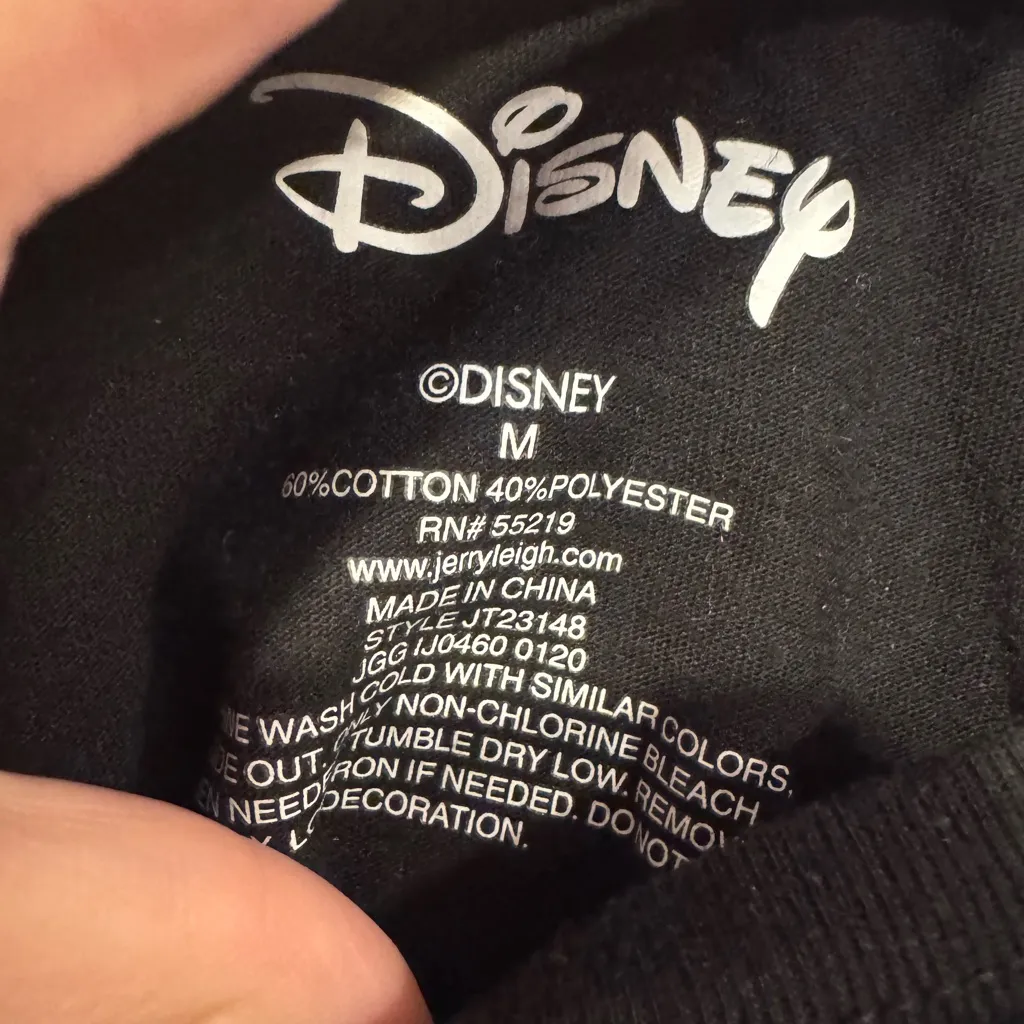 Disney
©DISNEY
M
60%COTTON 40%POLYESTER
RN# 55219
www.jerryleigh.com
MADE IN CHINA
STYLE JT23148
JGG IJ0460 0120
WASH COLD WITH SIMILAR COLORS,
OUT. ONLY NON-CHLORINE BLEACH
TUMBLE DRY LOW. REMOV
IRON IF NEEDED. DO NOT
DECORATION.